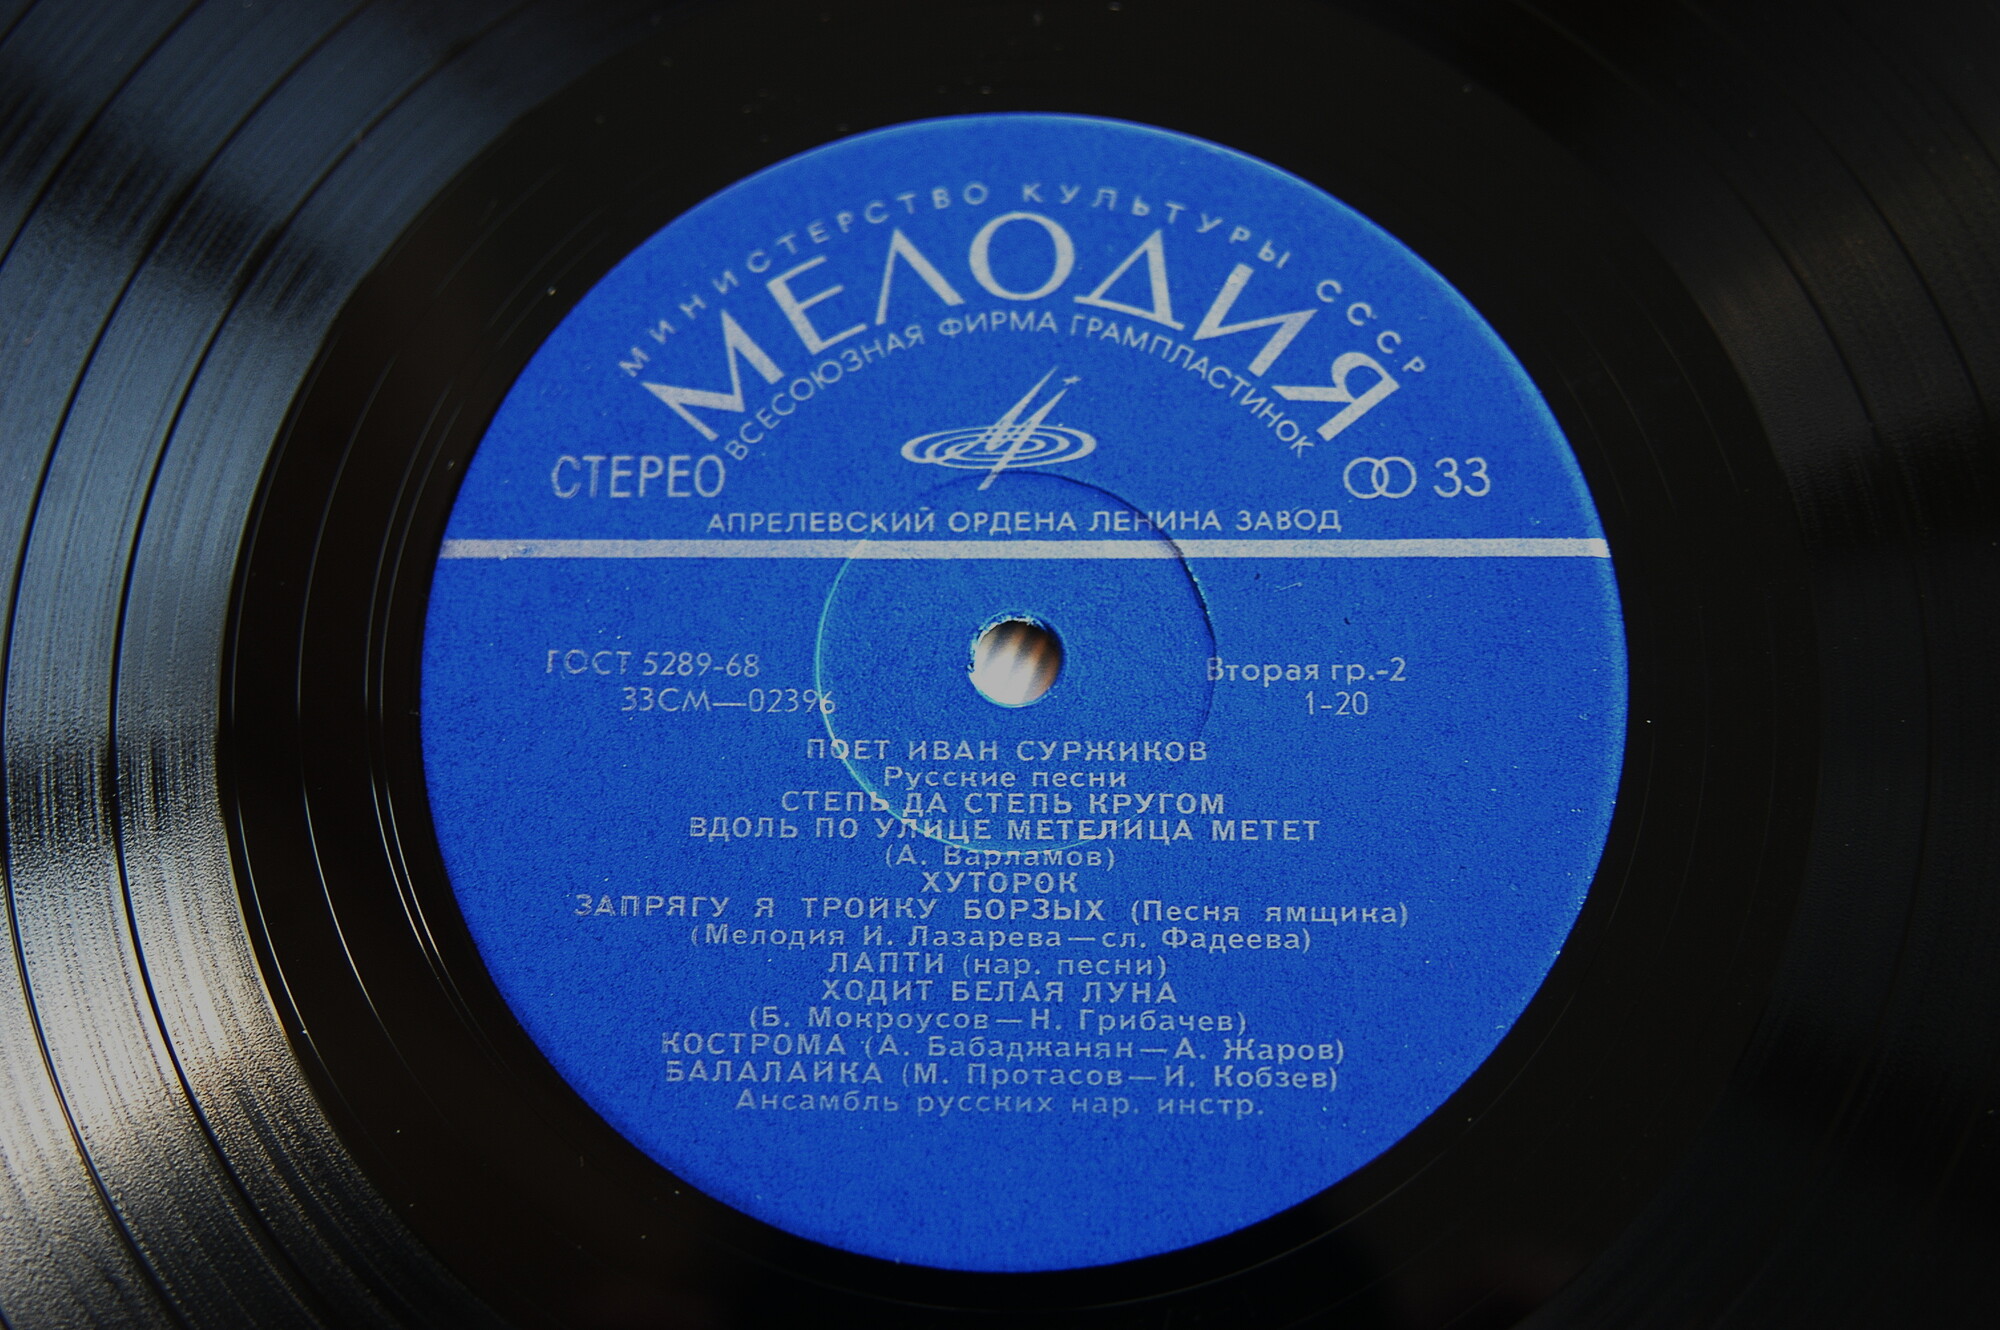 МИНИСТЕРСТВО КУЛЬТУРЫ СССР
МЕЛОДИЯ
ВСЕСОЮЗНАЯ ФИРМА ГРАМПЛАСТИНОК
СТЕРЕО
33
АПРЕЛЕВСКИЙ ОРДЕНА ЛЕНИНА ЗАВОД
ГОСТ 5289-68
Вторая гр.-2
33СМ—02396
1-20
ПОЕТ ИВАН СУРЖИКОВ
Русские песни
СТЕПЬ ДА СТЕПЬ КРУГОМ
ВДОЛЬ ПО УЛИЦЕ МЕТЕЛИЦА МЕТЕТ
(А. Варламов)
ХУТОРОК
ЗАПРЯГУ Я ТРОЙКУ БОРЗЫХ (Песня ямщика)
(Мелодия И. Лазарева—сл. Фадеева)
ЛАПТИ (нар. песни)
ХОДИТ БЕЛАЯ ЛУНА
(Б. Мокроусов—Н. Грибачев)
КОСТРОМА (А. Бабаджанян—А. Жаров)
БАЛАЛАЙКА (М. Протасов—И. Кобзев)
Ансамбль русских нар. инстр.